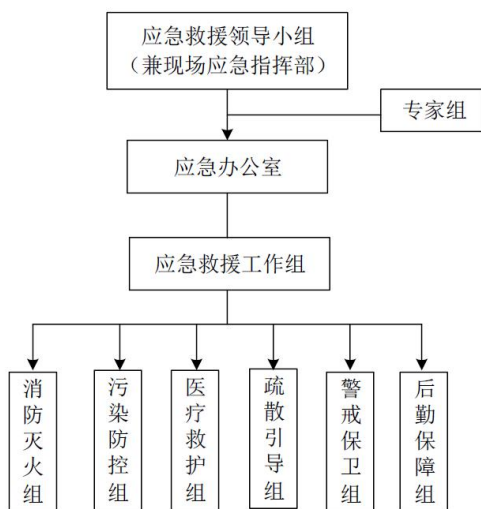 应急救援领导小组
（兼现场应急指挥部）
专家组
应急办公室
应急救援工作组
消防灭火组
污染防控组
医疗救护组
疏散引导组
警戒保卫组
后勤保障组